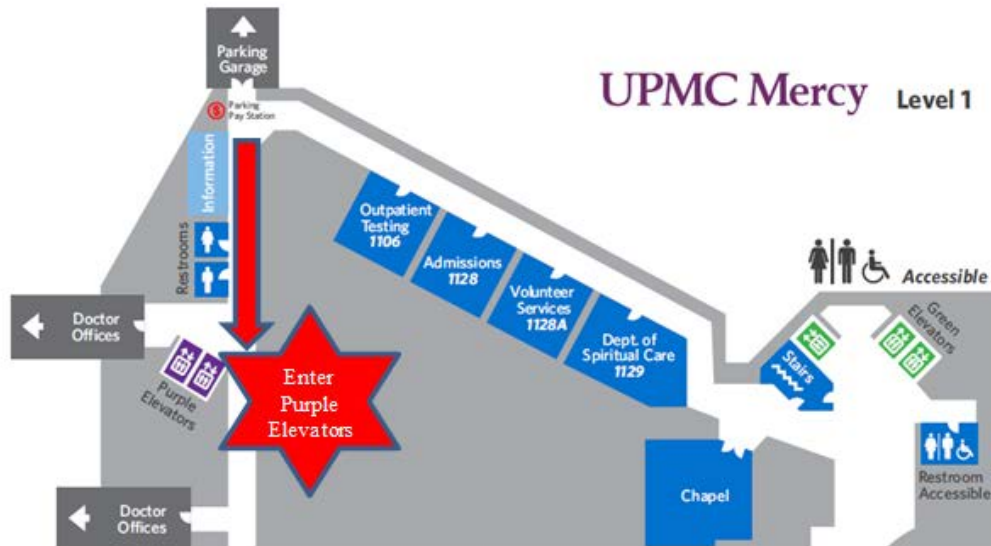 Parking
Garage
Parking
Pay Station
UPMC Mercy
Level 1
Information
Restrooms
Outpatient
Testing
1106
Admissions
1128
Volunteer
Services
1128A
Dept. of
Spiritual Care
1129
Accessible
Green
Elevators
Stairs
Doctor
Offices
Purple
Elevators
Enter
Purple
Elevators
Restroom
Accessible
Chapel
Doctor
Offices